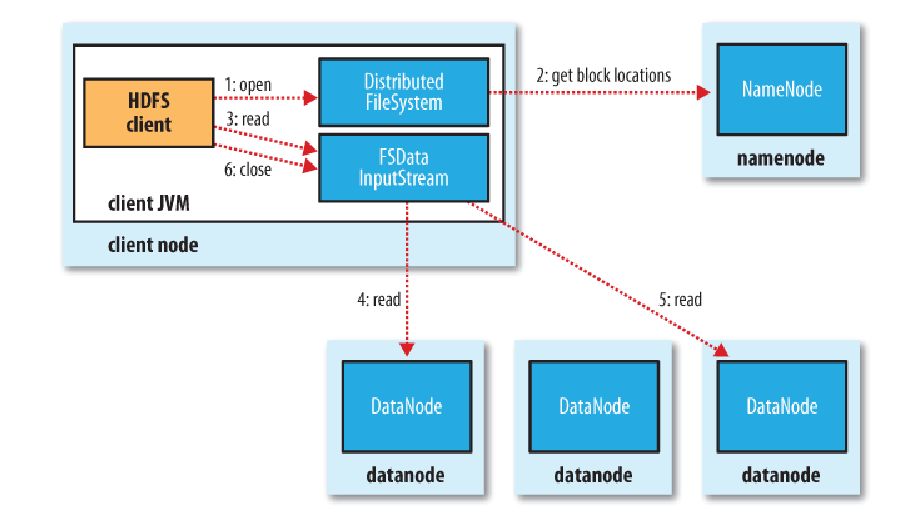 HDFS
client
1: open
3: read
6: close
Distributed
FileSystem
FSData
InputStream
client JVM
client node
2: get block locations
NameNode
namenode
4: read
5: read
DataNode
datanode
DataNode
datanode
DataNode
datanode